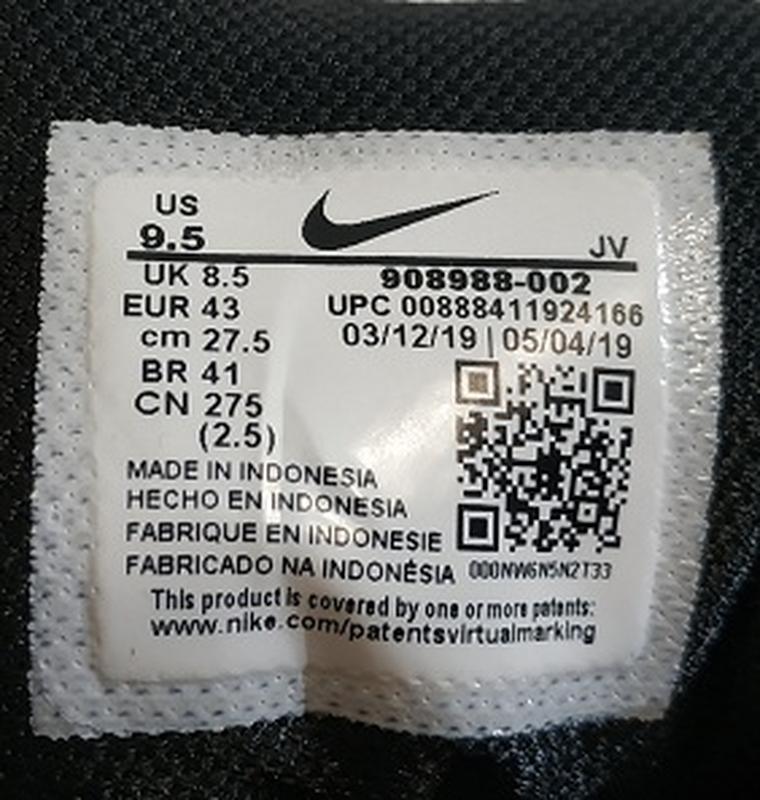 US
9.5
JV
UK 8.5
908988-002
EUR 43
UPC 00888411924166
cm 27.5
03/12/19 | 05/04/19
BR 41
CN 275
(2.5)
MADE IN INDONESIA
HECHO EN INDONESIA
FABRIQUE EN INDONESIE
FABRICADO NA INDONÉSIA
000NW6N5N2T33
This product is covered by one or more patents:
www.nike.com/patentsvirtualmarking